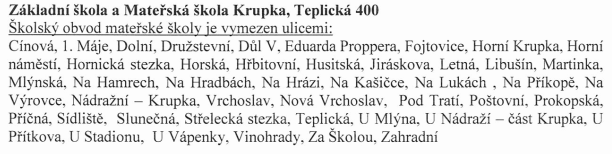 Základní škola a Mateřská škola Krupka, Teplická 400
Školský obvod mateřské školy je vymezen ulicemi:
Cínová, 1. Máje, Dolní, Družstevní, Důl V, Eduarda Proppera, Fojtovice, Horní Krupka, Horní
náměstí, Hornická stezka, Horská, Hřbitovní, Husitská, Jiráskova, Letná, Libušín, Martinka,
Mlýnská, Na Hamrech, Na Hradbách, Na Hrázi, Na Kašičce, Na Lukách , Na Příkopě, Na
Výrovce, Nádražní – Krupka, Vrchoslav, Nová Vrchoslav, Pod Tratí, Poštovní, Prokopská,
Příčná, Sídliště, Slunečná, Střelecká stezka, Teplická, U Mlýna, U Nádraží – část Krupka, U
Přítkova, U Stadionu, U Vápenky, Vinohrady, Za Školou, Zahradní